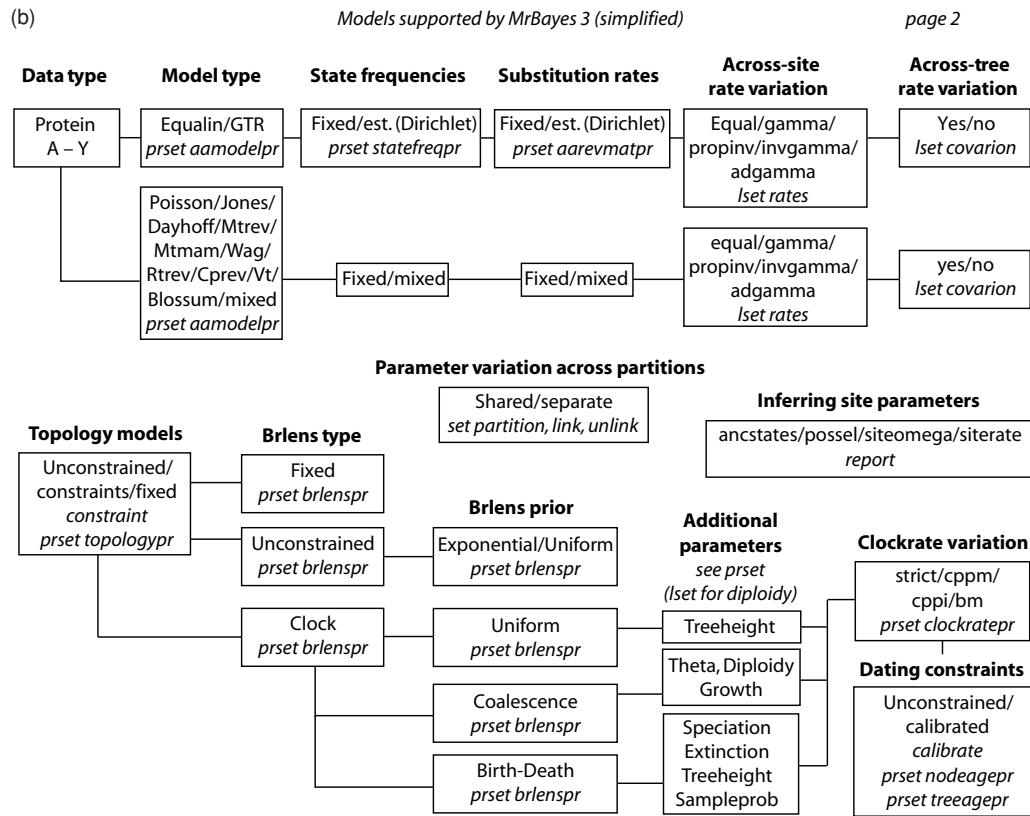 (b)
Models supported by MrBayes 3 (simplified)
page 2
Data type
Model type
State frequencies
Substitution rates
Across-site
rate variation
Across-tree
rate variation
Protein
A – Y
Equalin/GTR
prset aamodelpr
Fixed/est. (Dirichlet)
prset statefreqpr
Fixed/est. (Dirichlet)
prset aarevmatpr
Equal/gamma/
propinv/invgamma/
adgamma
lset rates
Yes/no
lset covarion
Poisson/Jones/
Dayhoff/Mtrev/
Mtmam/Wag/
Rtrev/Cprev/Vt/
Blossum/mixed
prset aamodelpr
Fixed/mixed
Fixed/mixed
equal/gamma/
propinv/invgamma/
adgamma
lset rates
yes/no
lset covarion
Parameter variation across partitions
Shared/separate
set partition, link, unlink
Inferring site parameters
ancstates/possel/siteomega/siterate
report
Topology models
Unconstrained/
constraints/fixed
constraint
prset topologypr
Brlens type
Fixed
prset brlenspr
Unconstrained
prset brlenspr
Clock
prset brlenspr
Brlens prior
Exponential/Uniform
prset brlenspr
Uniform
prset brlenspr
Coalescence
prset brlenspr
Birth-Death
prset brlenspr
Additional
parameters
see prset
(lset for diploidy)
Treeheight
Theta, Diploidy
Growth
Speciation
Extinction
Treeheight
Sampleprob
Clockrate variation
strict/cppm/
cppi/bm
prset clockratepr
Dating constraints
Unconstrained/
calibrated
calibrate
prset nodeagepr
prset treeagepr